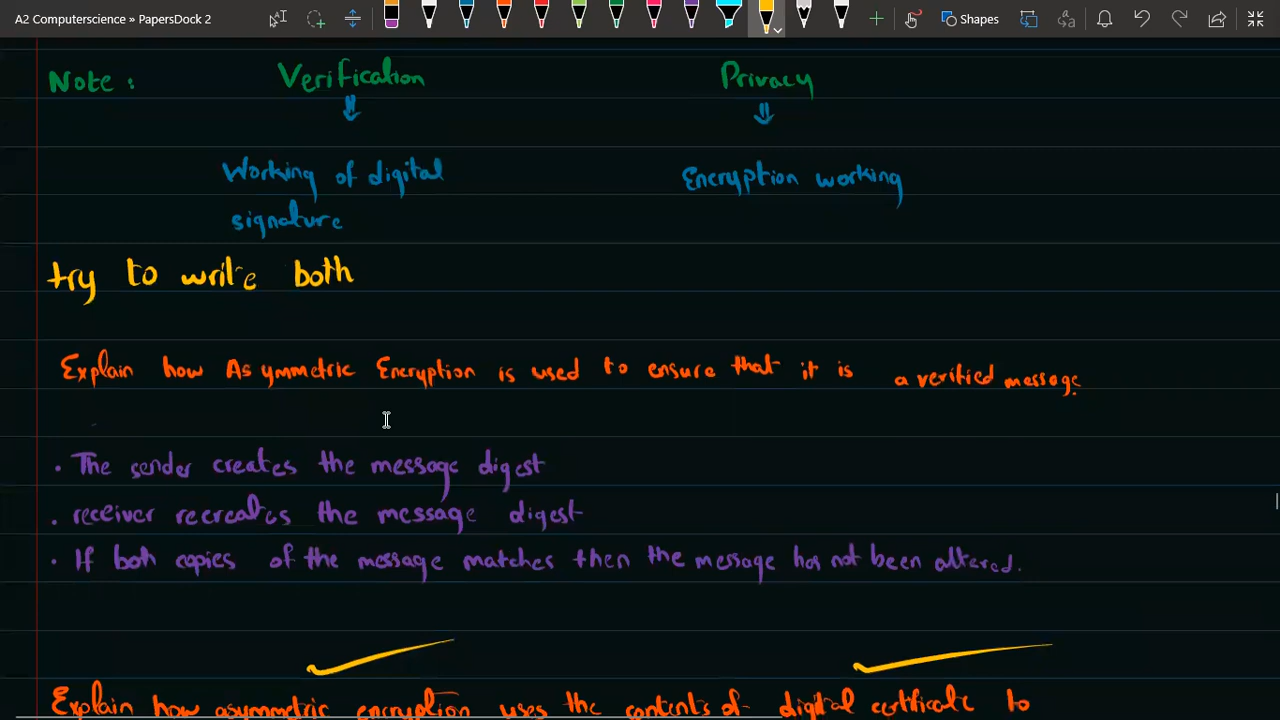 A2 Computerscience » PapersDock 2
Shapes
Note : Verification Privacy
Working of digital Encryption working
signature
try to write both
Explain how Asymmetric Encryption is used to ensure that it is a verified message.
• The sender creates the message digest
• receiver recreates the message digest
• If both copies of the message matches then the message has not been altered.
Explain how asymmetric encryption uses the contents of digital certificate to